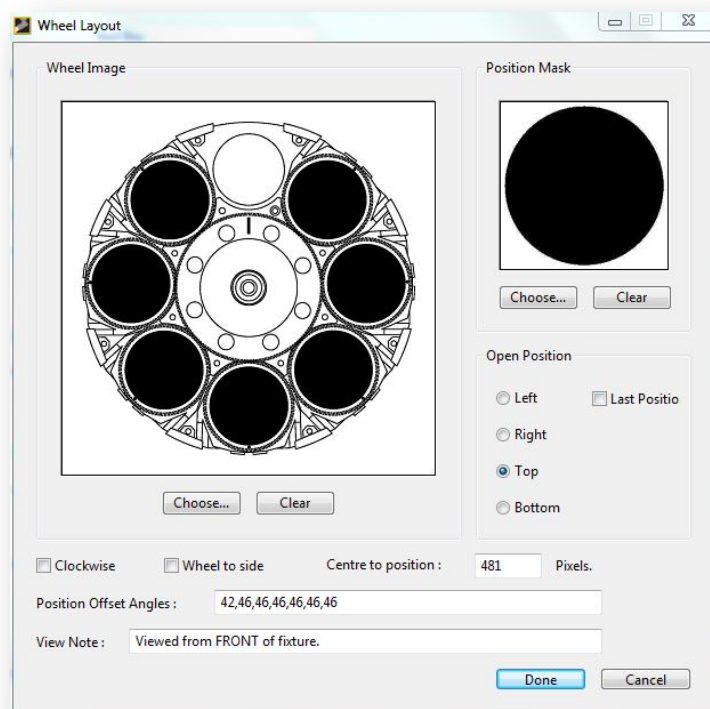 Wheel Layout
Wheel Image
Position Mask
Choose... Clear
Open Position
Left Last Positio
Right
Top
Bottom
Choose... Clear
Clockwise Wheel to side Centre to position : 481 Pixels.
Position Offset Angles : 42,46,46,46,46,46,46
View Note : Viewed from FRONT of fixture.
Done Cancel